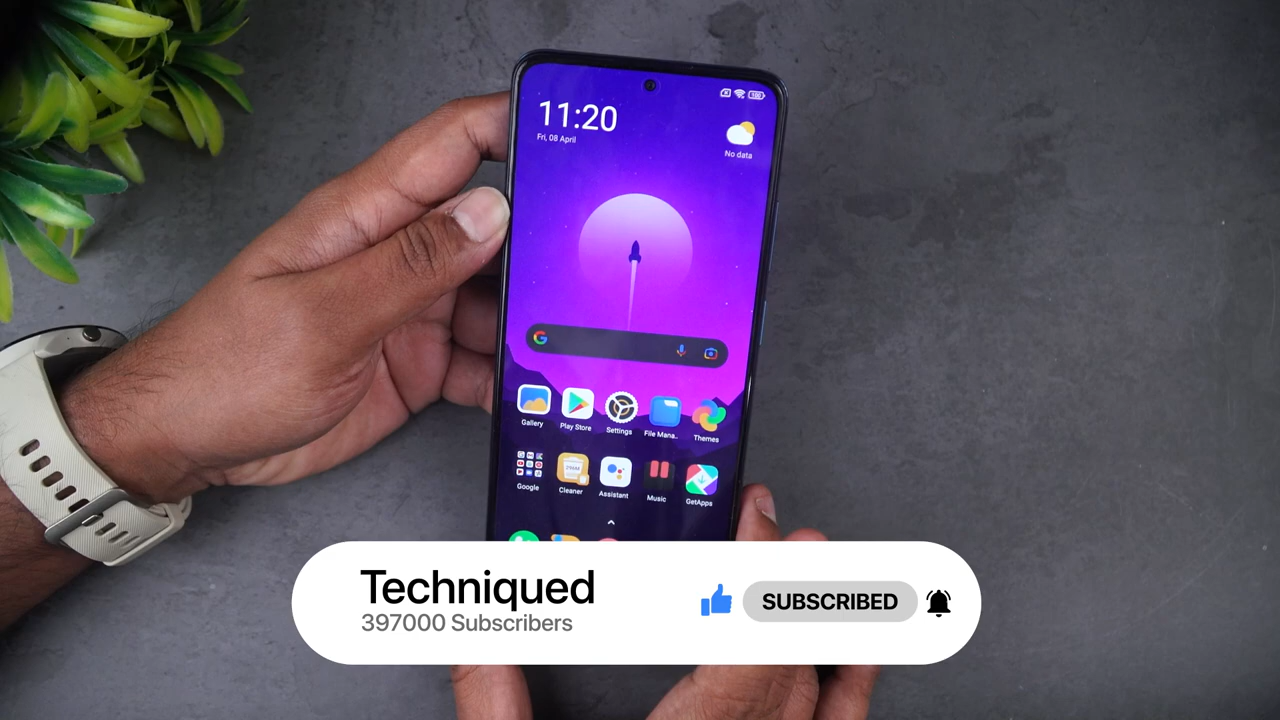 11:20
Fri, 08 April
No data
100
Gallery
Play Store
Settings
File Mana..
Themes
Google
Cleaner
Assistant
Music
GetApps
Techniqued
397000 Subscribers
SUBSCRIBED